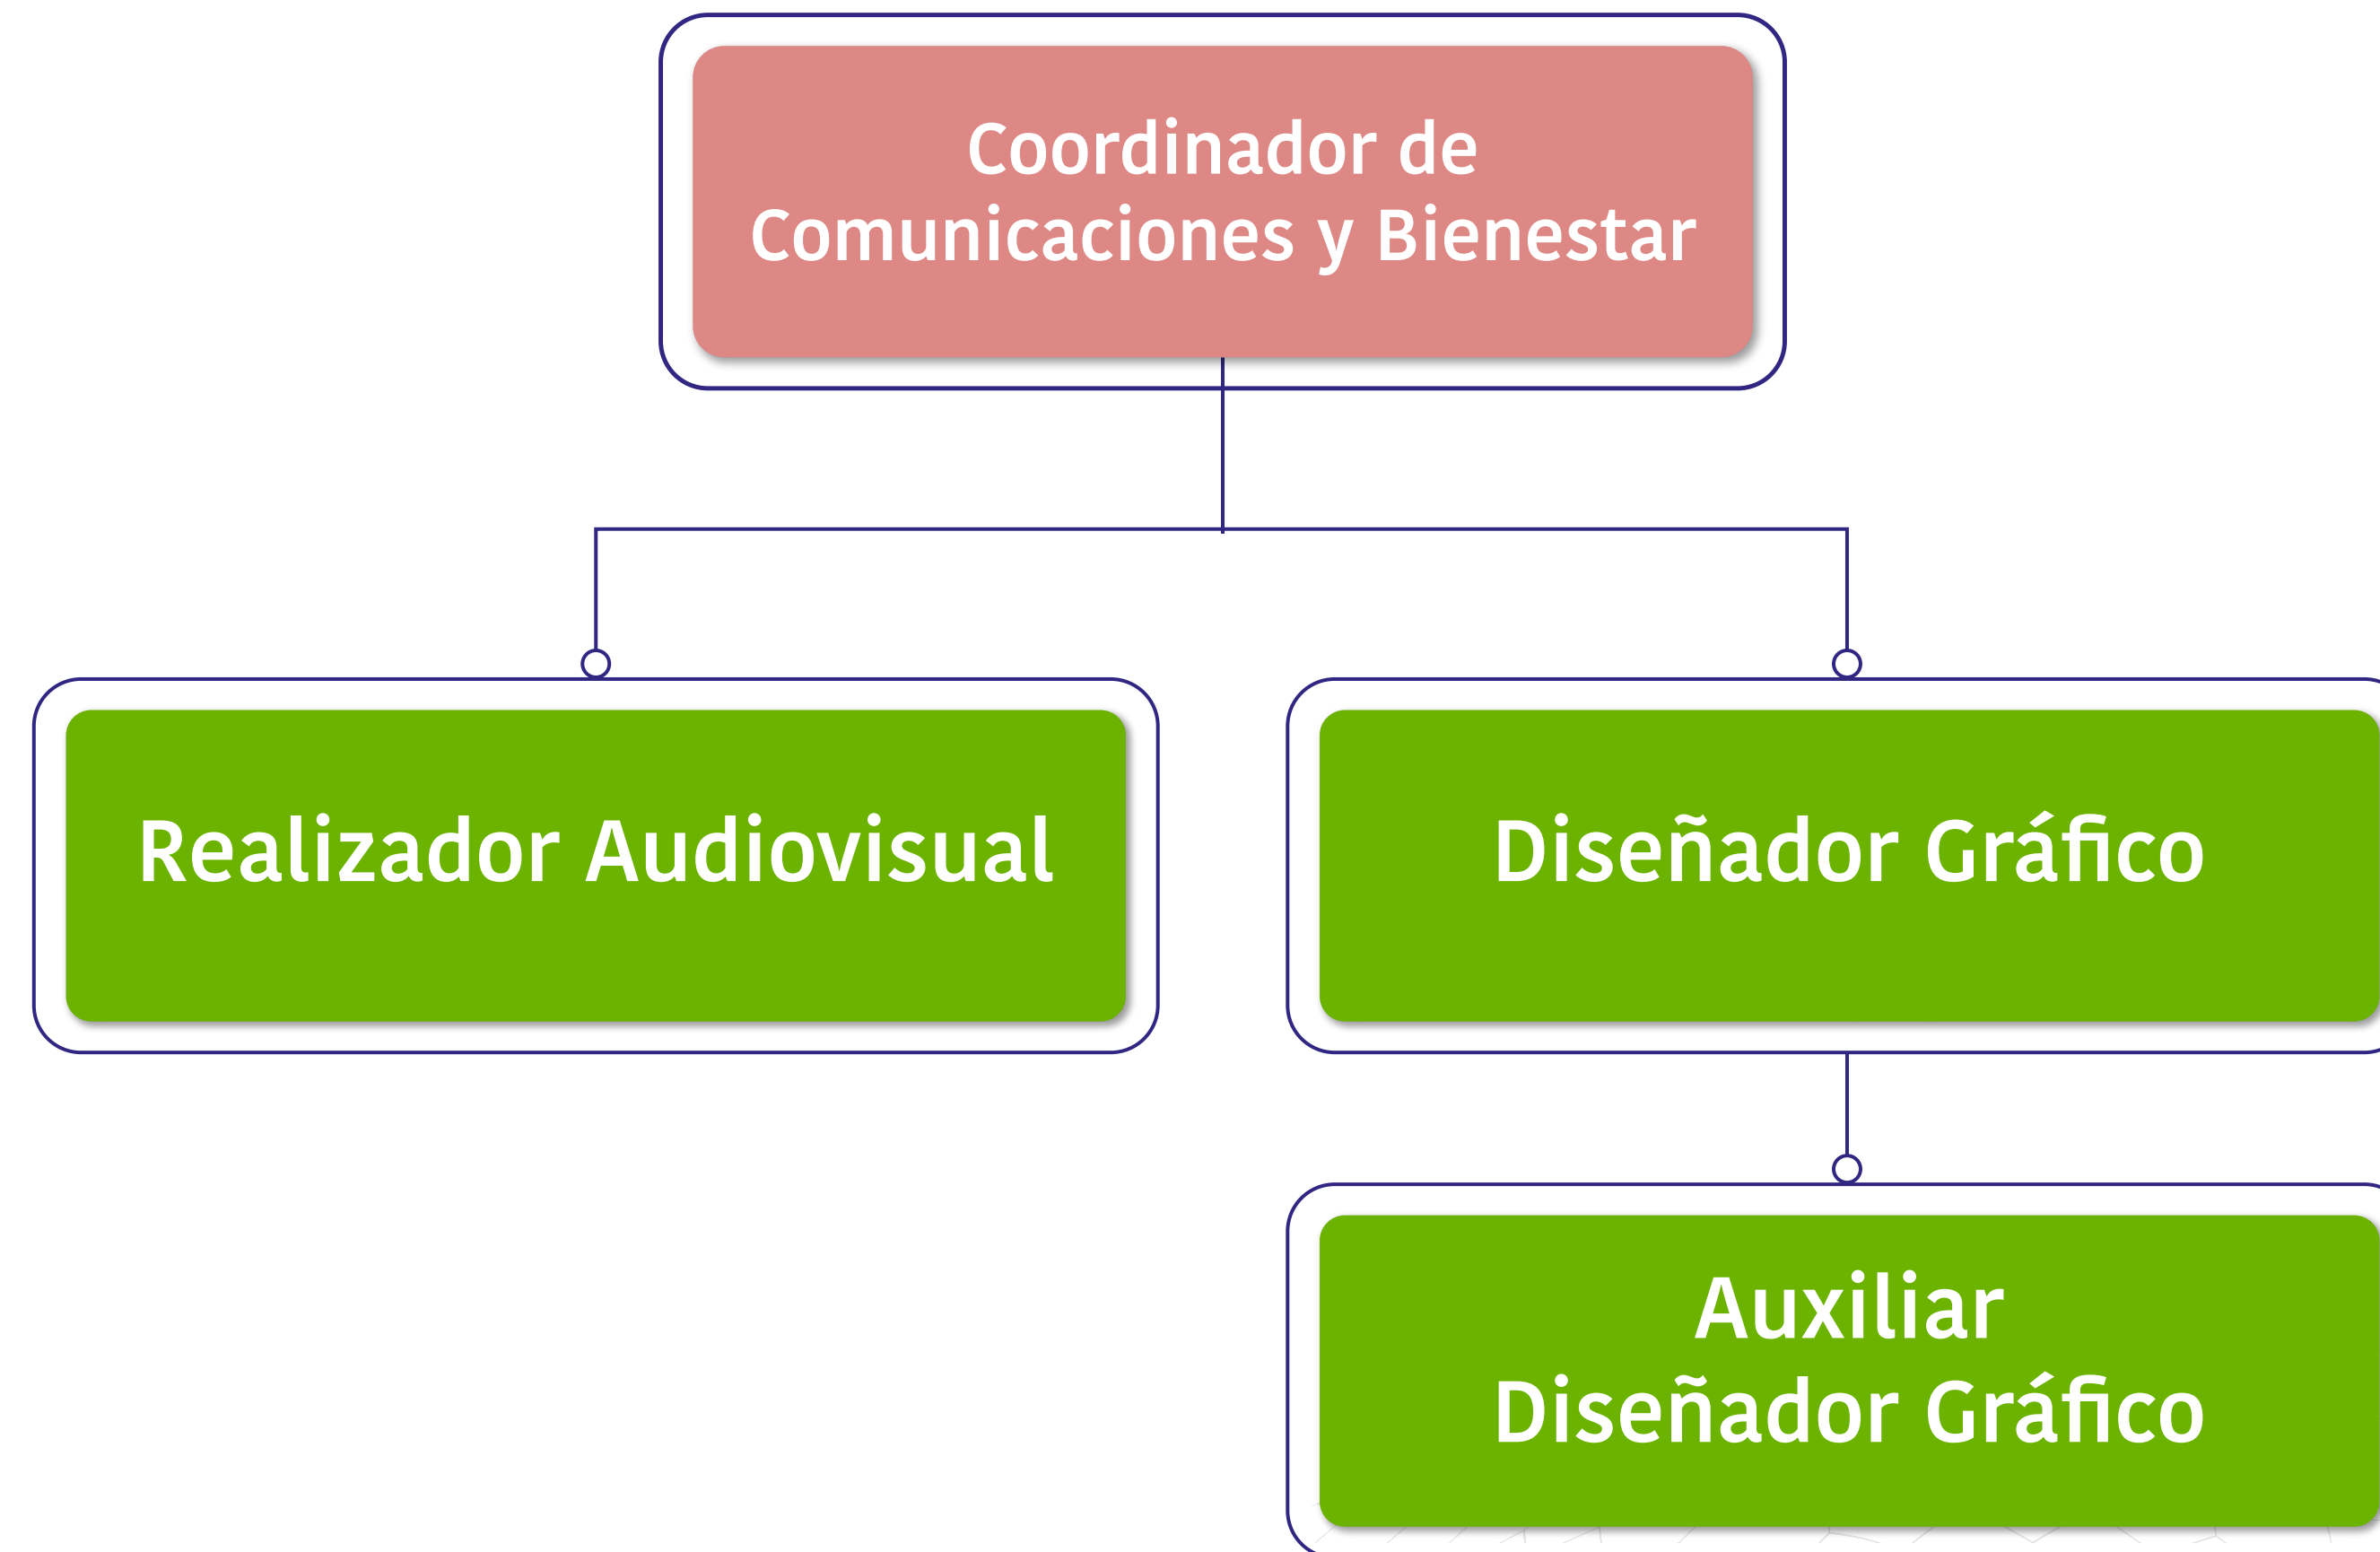 Coordinador de
Comunicaciones y Bienestar
Realizador Audiovisual
Diseñador Gráfico
Auxiliar
Diseñador Gráfico